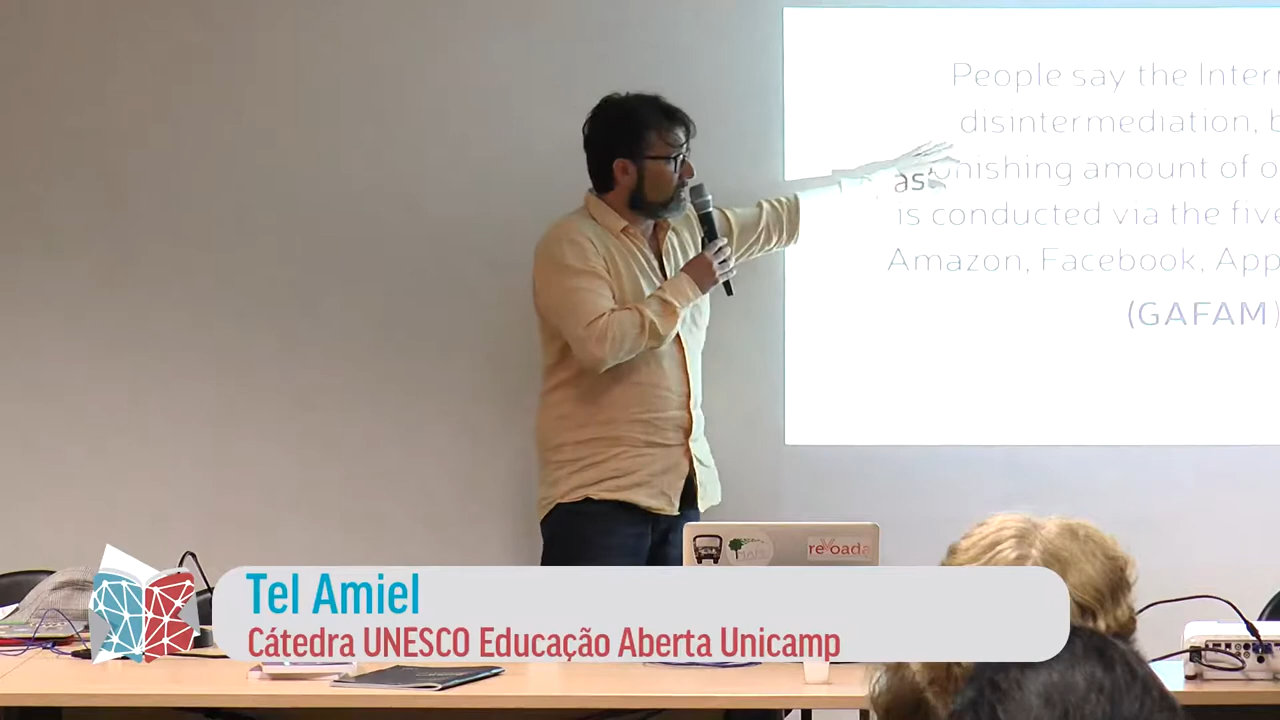 People say the Intern
disintermediation, b
as onishing amount of o
is conducted via the five
Amazon, Facebook, App
(GAFAM)
reVoada
Tel Amiel
Cátedra UNESCO Educação Aberta Unicamp